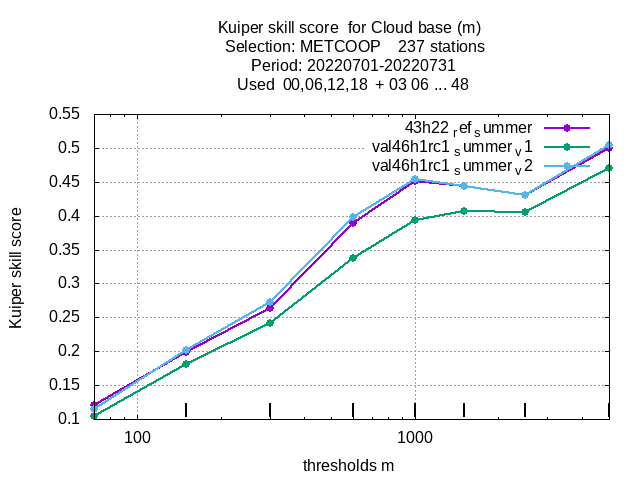 Kuiper skill score  for Cloud base (m)
Selection: METCOOP    237 stations
Period: 20220701-20220731
Used  00,06,12,18  + 03 06 ... 48
0.55
0.5
0.45
0.4
0.35
0.3
0.25
0.2
0.15
0.1
Kuiper skill score
43h22 ref summer
val46h1rc1 summer v1
val46h1rc1 summer v2
100
1000
thresholds m